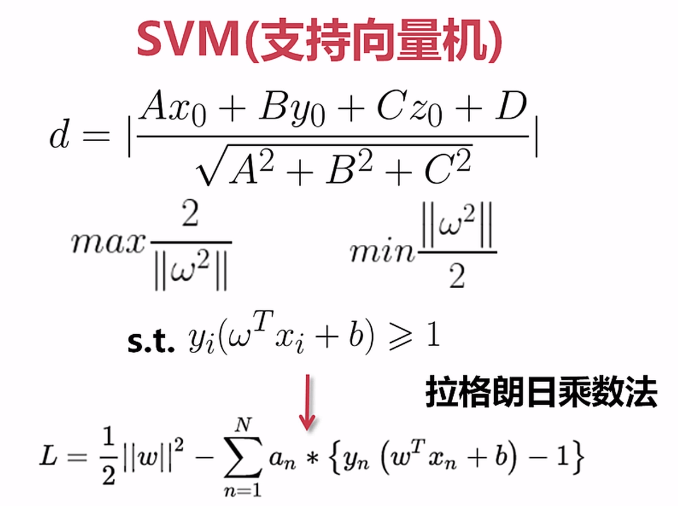 SVM(支持向量机)
d = |\frac{Ax_0 + By_0 + Cz_0 + D}{\sqrt{A^2 + B^2 + C^2}}|
max \frac{2}{\|\omega^2\|} min \frac{\|\omega^2\|}{2}
s.t. y_i(\omega^T x_i + b) ⩾ 1
拉格朗日乘数法
L = \frac{1}{2}||w||^2 - \sum_{n=1}^{N} a_n * \{y_n (w^T x_n + b) - 1\}